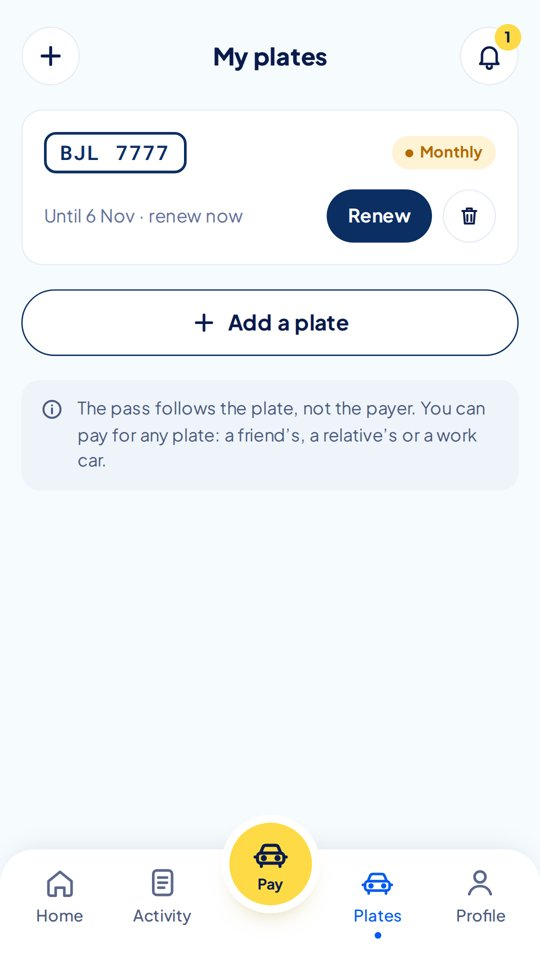 My plates
1
BJL 7777
Monthly
Until 6 Nov · renew now
Renew
Add a plate
The pass follows the plate, not the payer. You can
pay for any plate: a friend’s, a relative’s or a work
car.
Home
Activity
Pay
Plates
Profile